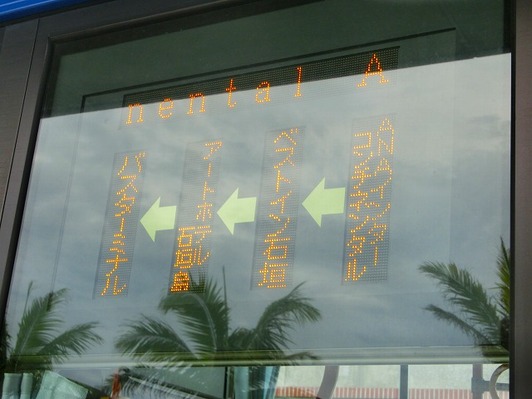 nental A
ANAインター
コンチネンタル
ベストイン石垣
アートホテル
石垣島
バスターミナル